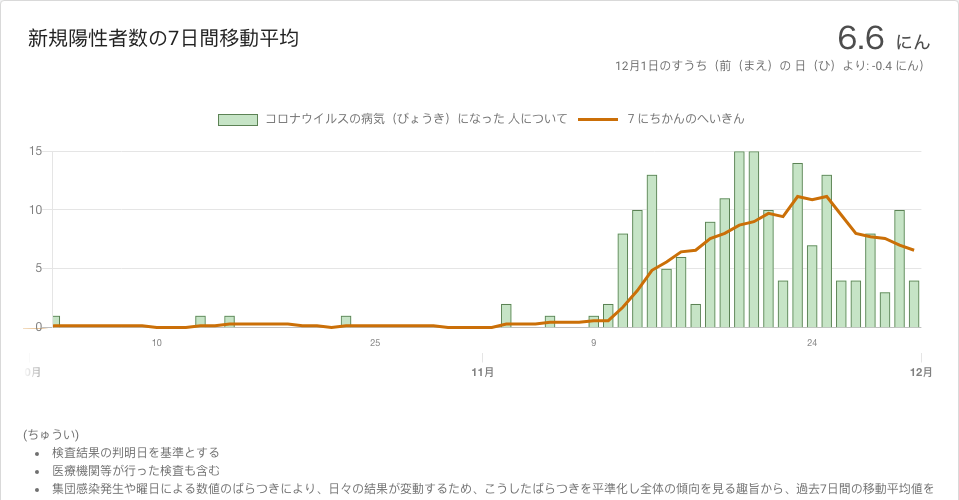 新規陽性者数の7日間移動平均
6.6 にん
12月1日のすうち（前（まえ）の 日（ひ）より: -0.4 にん）
コロナウイルスの病気（びょうき）になった 人について
7 にちかんのへいきん
15
10
5
0
10
25
9
24
0月
11月
12月
(ちゅうい)
• 検査結果の判明日を基準とする
• 医療機関等が行った検査も含む
• 集団感染発生や曜日による数値のばらつきにより、日々の結果が変動するため、こうしたばらつきを平準化し全体の傾向を見る趣旨から、過去7日間の移動平均値を